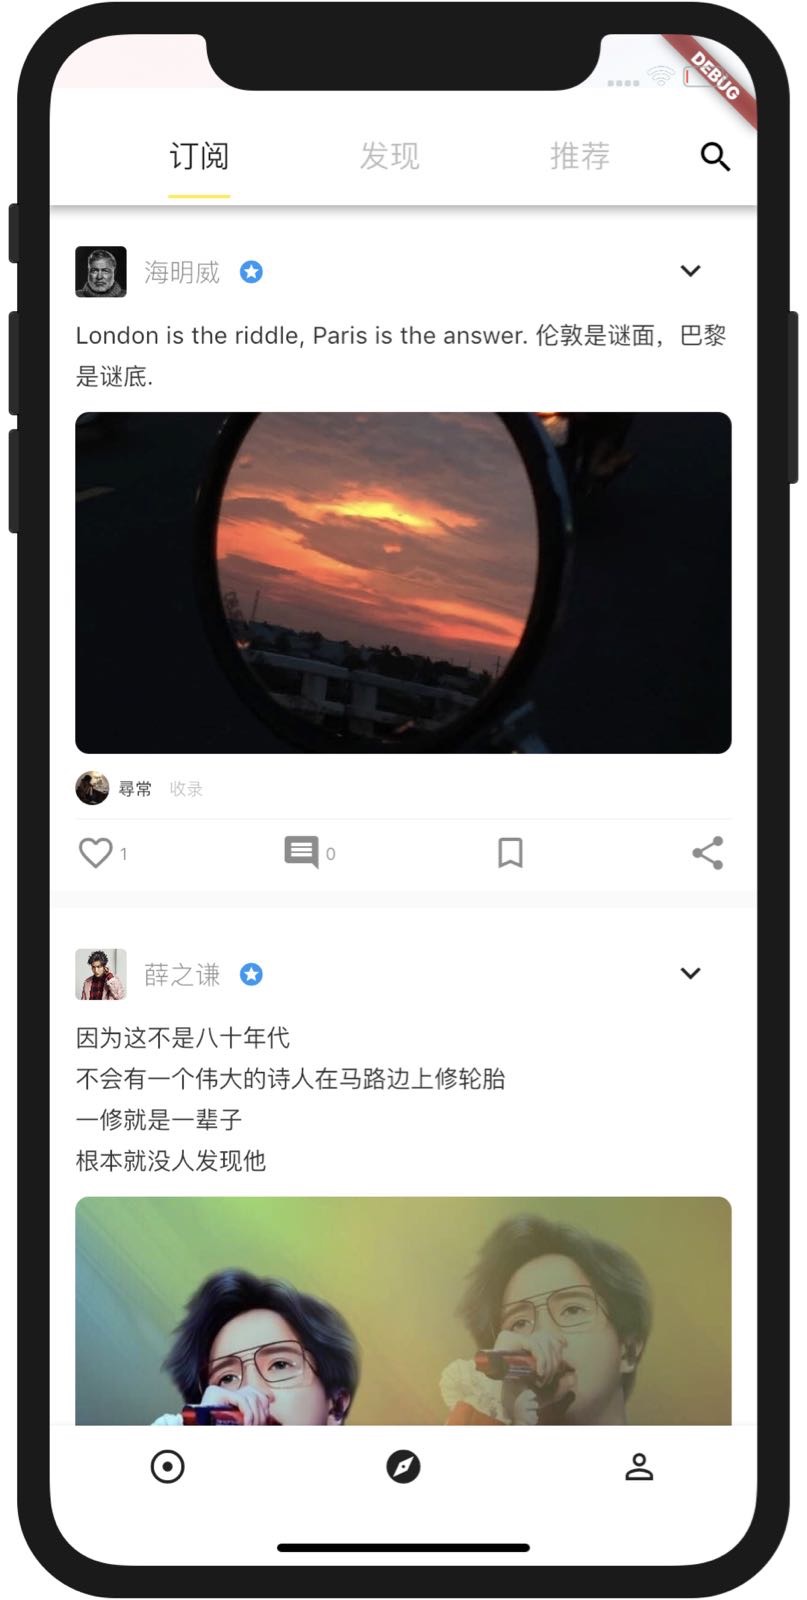 DEBUG
订阅 发现 推荐
海明威
London is the riddle, Paris is the answer. 伦敦是谜面，巴黎
是谜底.
尋常 收录
1 0
薛之谦
因为这不是八十年代
不会有一个伟大的诗人在马路边上修轮胎
一修就是一辈子
根本就没人发现他